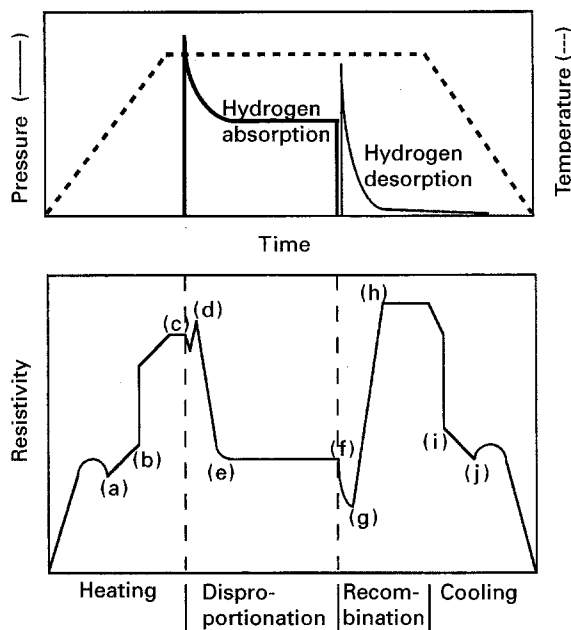 Pressure (——)
Temperature (---)
Hydrogen
absorption
Hydrogen
desorption
Time
Resistivity
(a)
(b)
(c)
(d)
(e)
(f)
(g)
(h)
(i)
(j)
Heating
Dispro-
portionation
Recom-
bination
Cooling